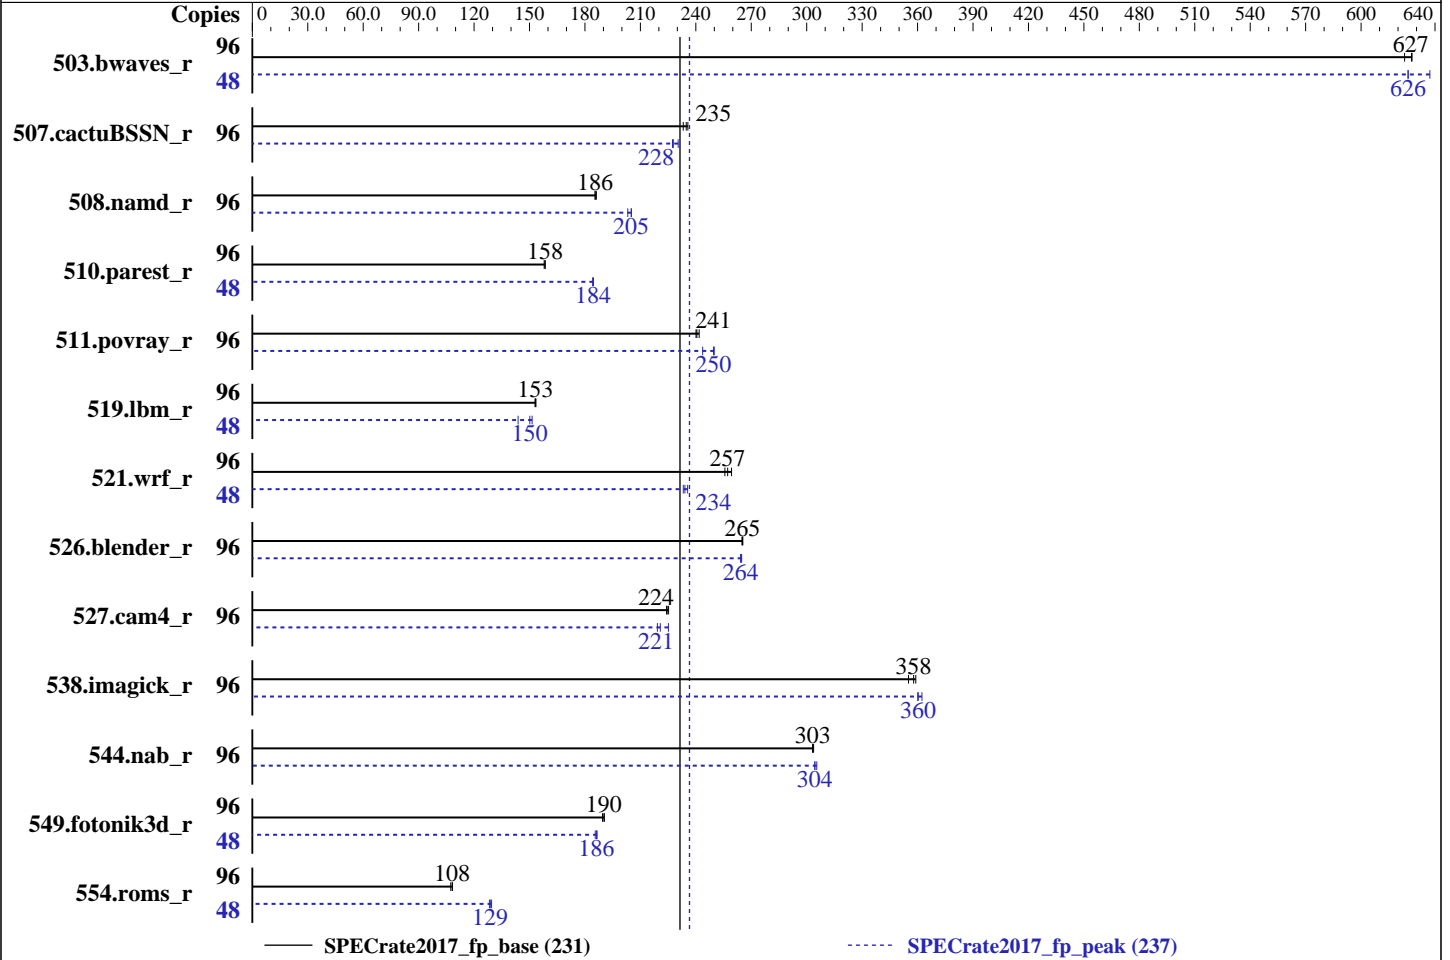 Copies 0 30.0 60.0 90.0 120 150 180 210 240 270 300 330 360 390 420 450 480 510 540 570 600 640
503.bwaves_r 96 627
48 626
507.cactuBSSN_r 96 235
228
508.namd_r 96 186
205
510.parest_r 96 158
48 184
511.povray_r 96 241
250
519.lbm_r 96 153
48 150
521.wrf_r 96 257
48 234
526.blender_r 96 265
264
527.cam4_r 96 224
221
538.imagick_r 96 358
360
544.nab_r 96 303
304
549.fotonik3d_r 96 190
48 186
554.roms_r 96 108
48 129
SPECrate2017_fp_base (231) SPECrate2017_fp_peak (237)